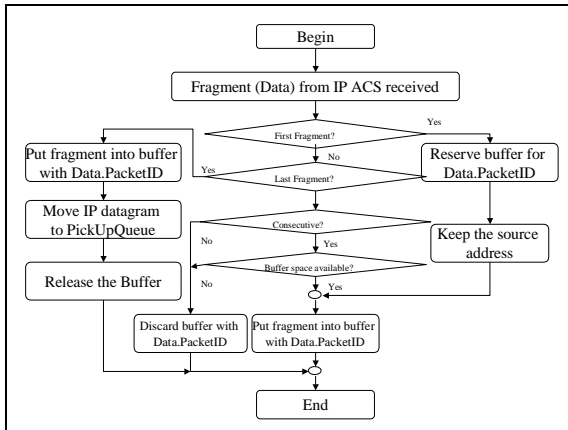 Begin
Fragment (Data) from IP ACS received
Yes
First Fragment?
No
Put fragment into buffer
with Data.PacketID
Yes
Last Fragment?
Reserve buffer for
Data.PacketID
Move IP datagram
to PickUpQueue
Consecutive?
No
Yes
Keep the source
address
Release the Buffer
Buffer space available?
No
Yes
Discard buffer with
Data.PacketID
Put fragment into buffer
with Data.PacketID
End